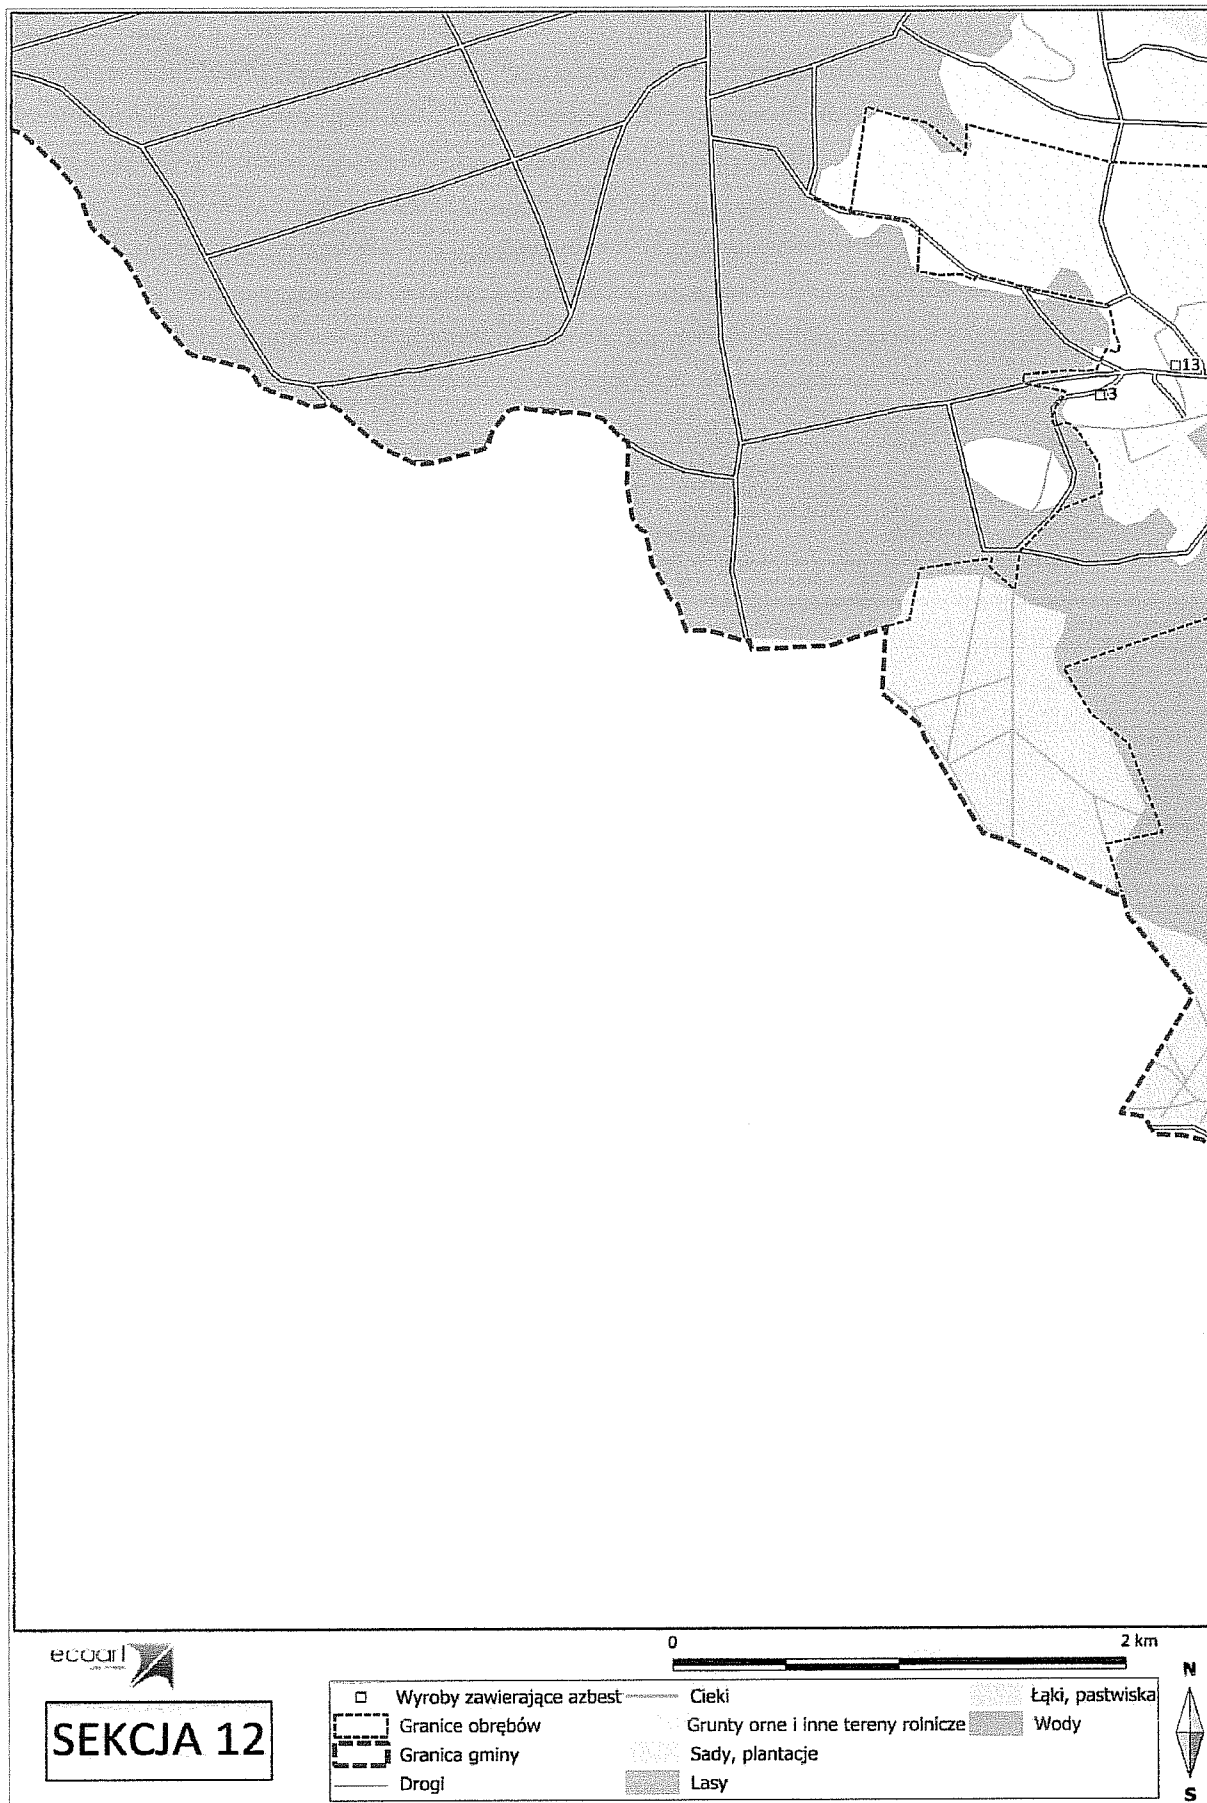 13
3
ecoart
0 2 km
N
Wyroby zawierające azbest Cieki Łąki, pastwiska
Granice obrębów Grunty orne i inne tereny rolnicze Wody
Granica gminy Sady, plantacje
Drogi Lasy
SEKCJA 12
S